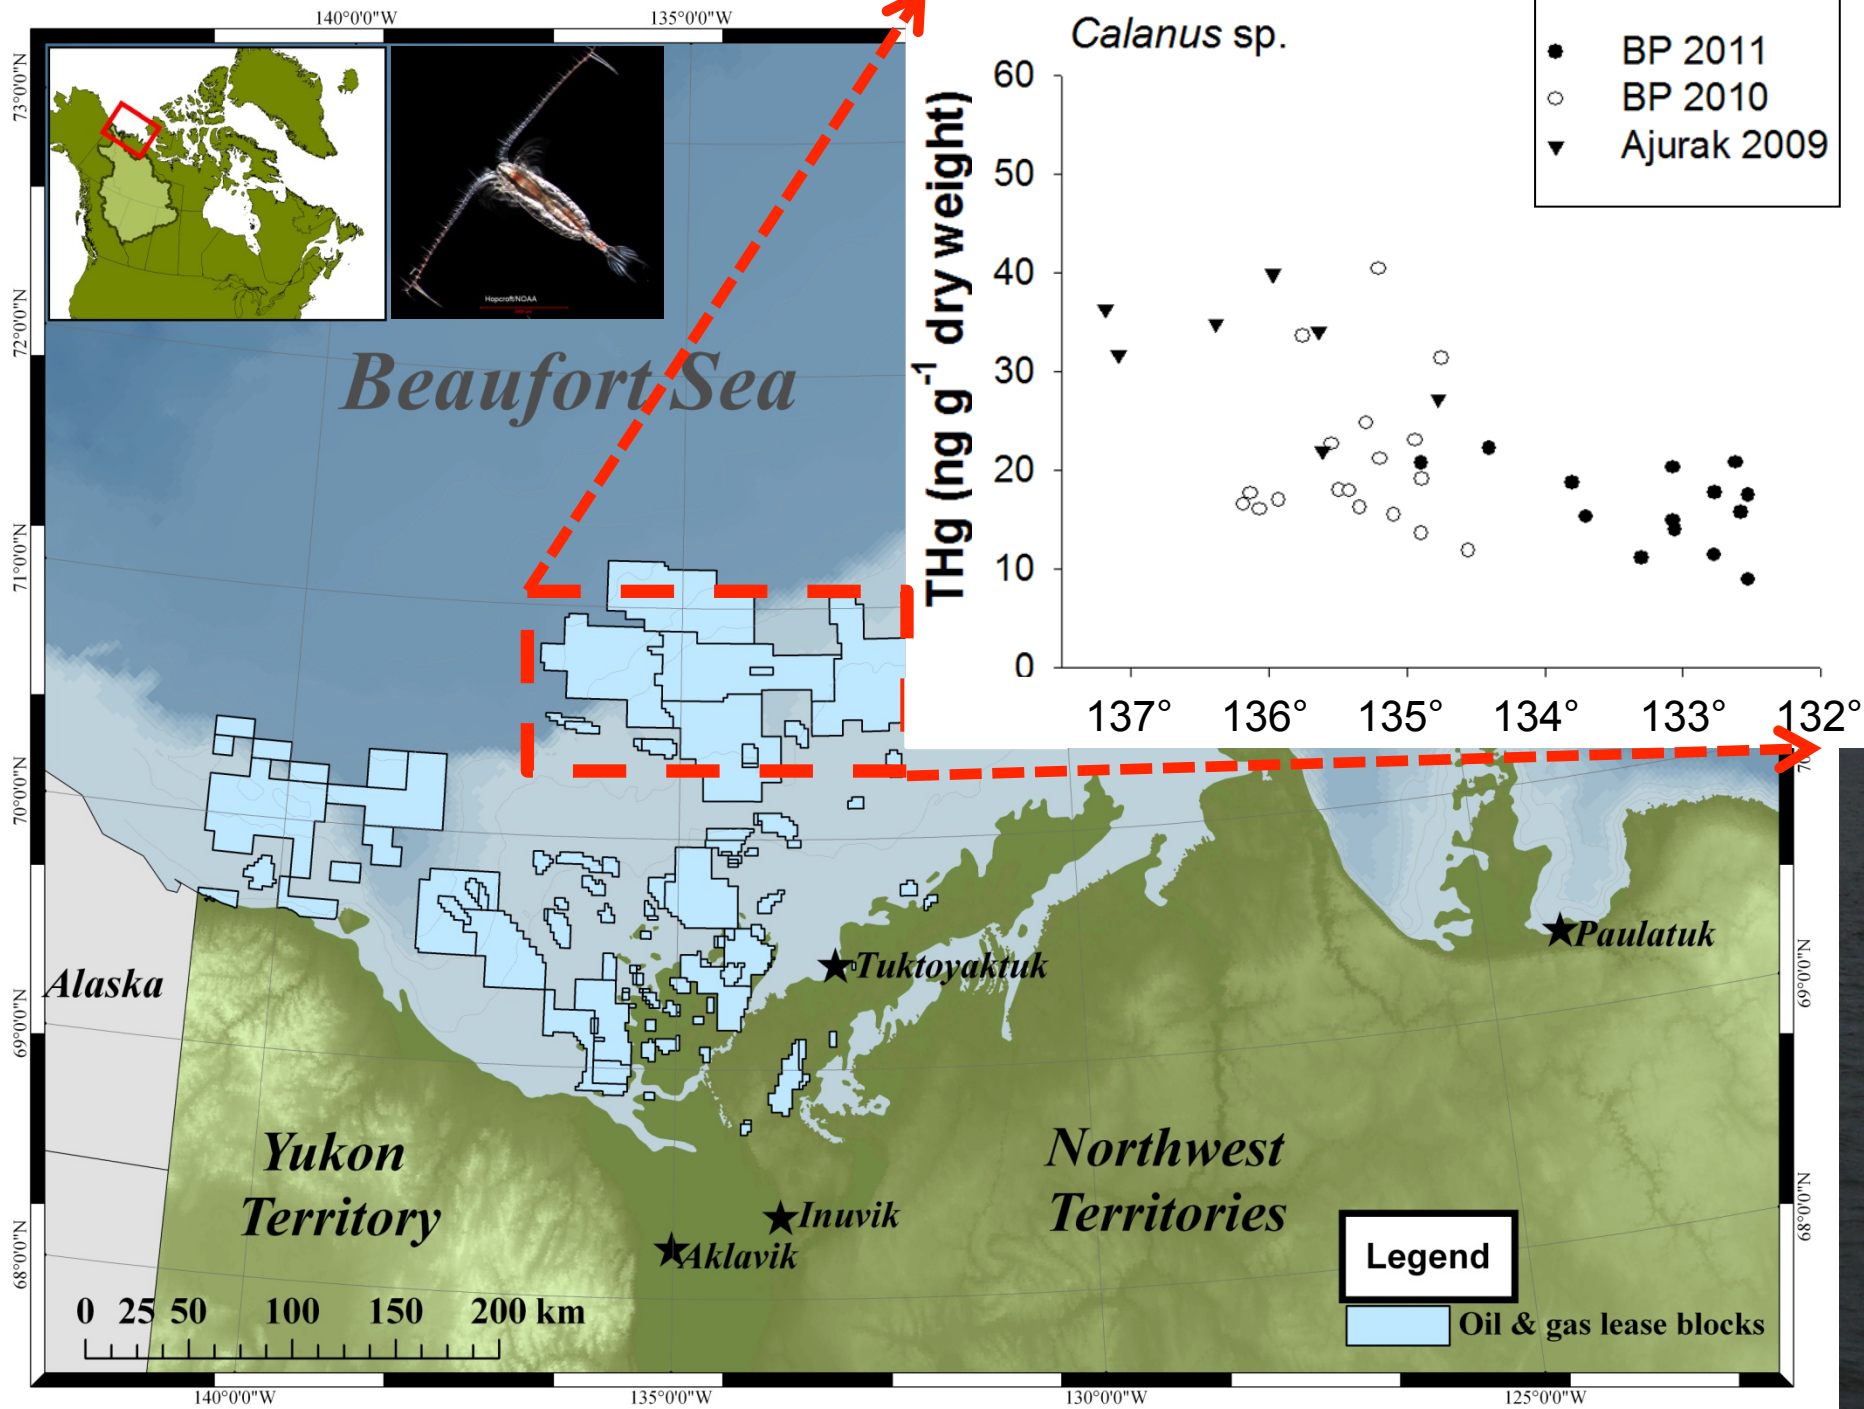 140°0'0"W
135°0'0"W
73°0'0"N
72°0'0"N
71°0'0"N
70°0'0"N
69°0'0"N
68°0'0"N
Hopcroft/NOAA
Beaufort Sea
Calanus sp.
BP 2011
BP 2010
Ajurak 2009
THg (ng g⁻¹ dry weight)
60
50
40
30
20
10
0
137° 136° 135° 134° 133° 132°
Alaska
Tuktoyaktuk
Paulatuk
Yukon
Territory
Northwest
Territories
Inuvik
Aklavik
69°0'0"N
68°0'0"N
Legend
Oil & gas lease blocks
0 25 50 100 150 200 km
140°0'0"W
135°0'0"W
130°0'0"W
125°0'0"W